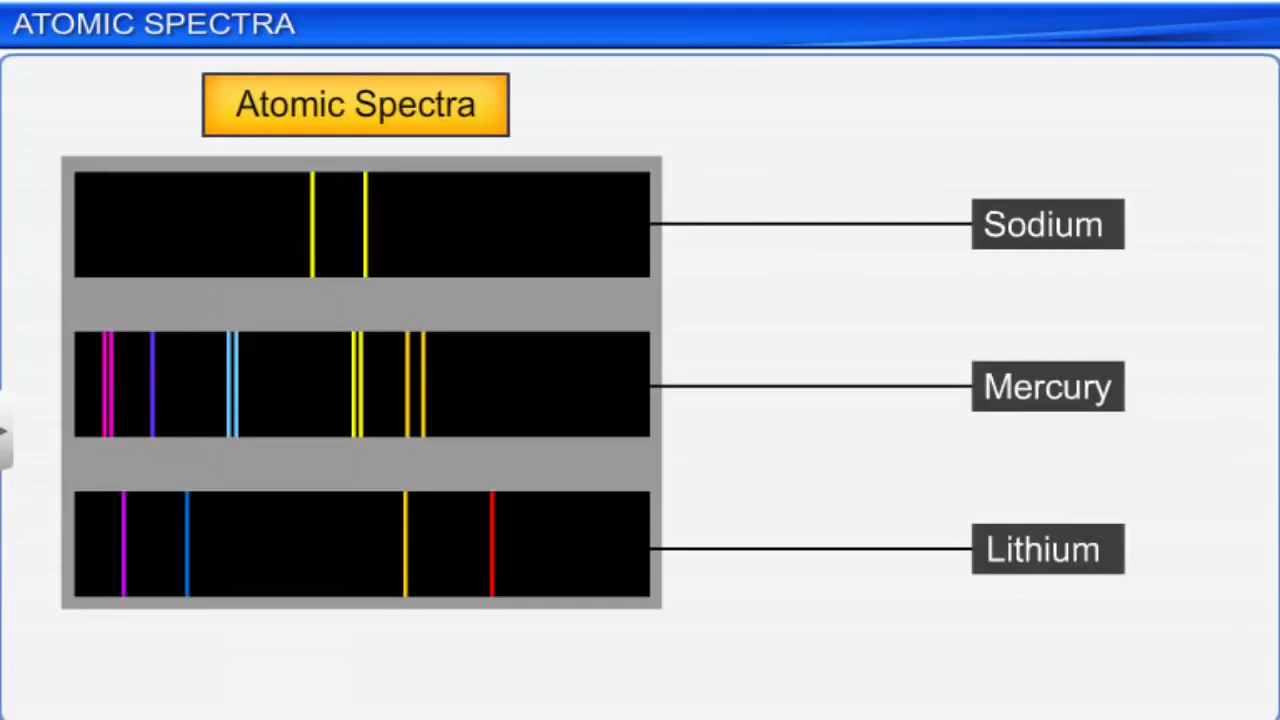 ATOMIC SPECTRA
Atomic Spectra
Sodium
Mercury
Lithium